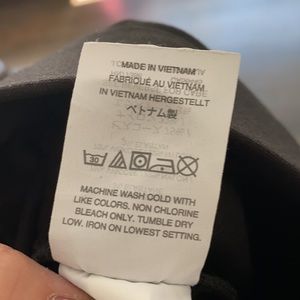 MADE IN VIETNAM
FABRIQUÉ AU VIETNAM
IN VIETNAM HERGESTELLT
ベトナム製
30
MACHINE WASH COLD WITH
LIKE COLORS. NON CHLORINE
BLEACH ONLY. TUMBLE DRY
LOW. IRON ON LOWEST SETTING.